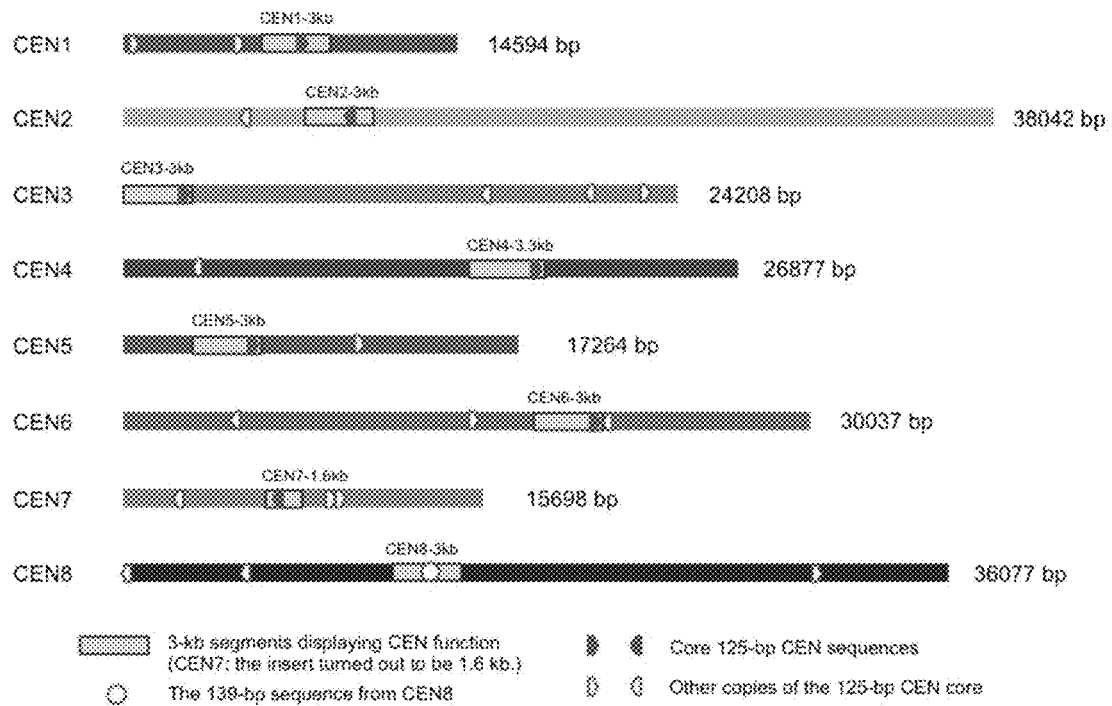 CEN1-3kb
CEN1 14594 bp
CEN2-3kb
CEN2 38042 bp
CEN3-3kb
CEN3 24208 bp
CEN4-3.3kb
CEN4 26877 bp
CEN5-3kb
CEN5 17264 bp
CEN6-3kb
CEN6 30037 bp
CEN7-1.6kb
CEN7 15698 bp
CEN8-3kb
CEN8 36077 bp
3-kb segments displaying CEN function
(CEN7: the insert turned out to be 1.6 kb.)
The 139-bp sequence from CEN8
Core 125-bp CEN sequences
Other copies of the 125-bp CEN core